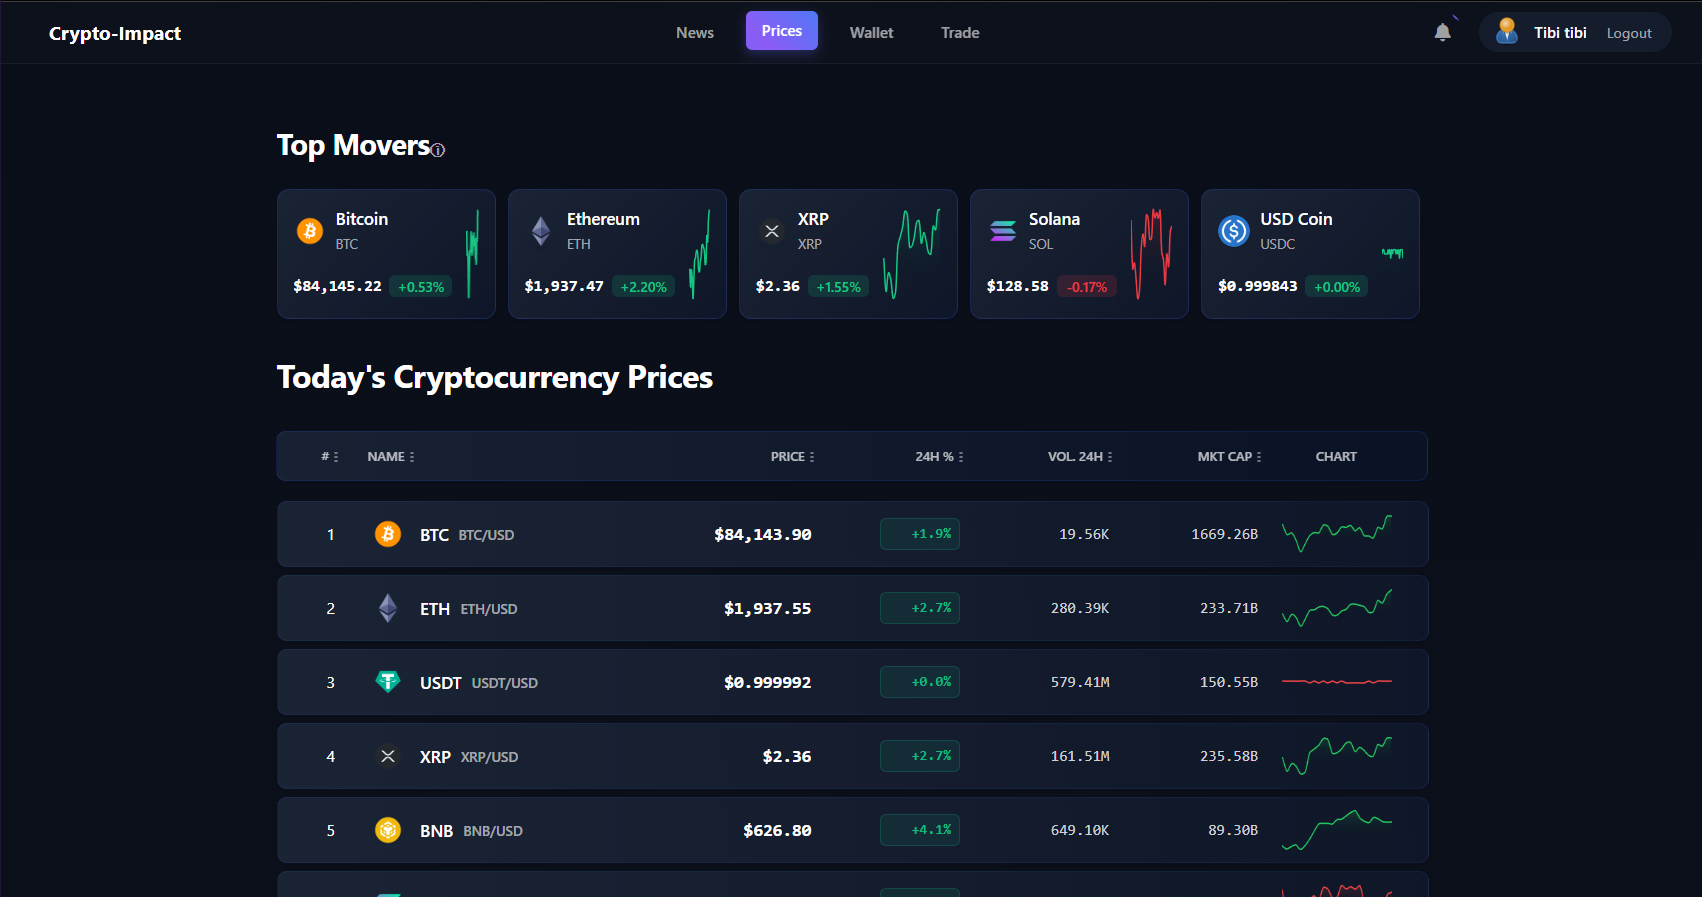 Crypto-Impact News Prices Wallet Trade Tibi tibi Logout
Top Movers
Bitcoin
BTC
$84,145.22 +0.53%
Ethereum
ETH
$1,937.47 +2.20%
XRP
XRP
$2.36 +1.55%
Solana
SOL
$128.58 -0.17%
USD Coin
USDC
$0.999843 +0.00%
Today's Cryptocurrency Prices
# NAME PRICE 24H % VOL. 24H MKT CAP CHART
1 BTC BTC/USD $84,143.90 +1.9% 19.56K 1669.26B
2 ETH ETH/USD $1,937.55 +2.7% 280.39K 233.71B
3 USDT USDT/USD $0.999992 +0.0% 579.41M 150.55B
4 XRP XRP/USD $2.36 +2.7% 161.51M 235.58B
5 BNB BNB/USD $626.80 +4.1% 649.10K 89.30B